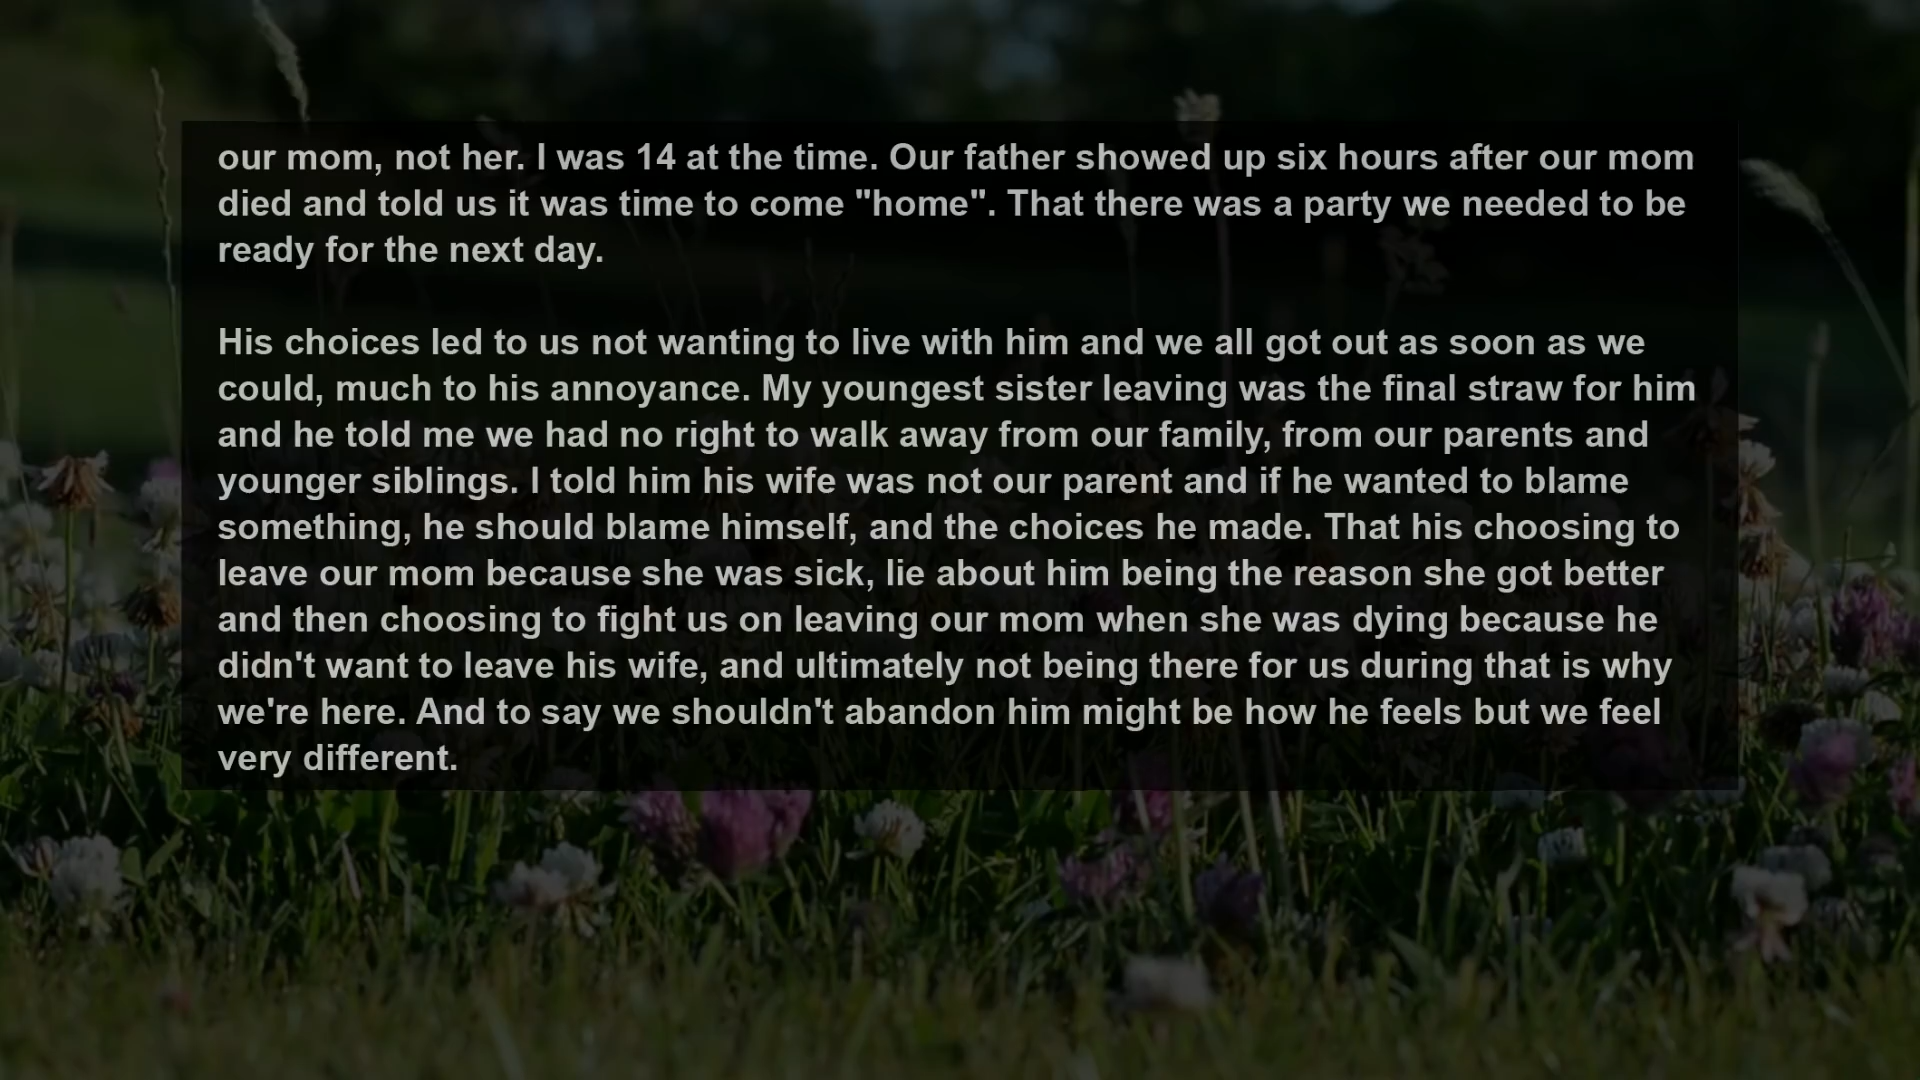 our mom, not her. I was 14 at the time. Our father showed up six hours after our mom
died and told us it was time to come "home". That there was a party we needed to be
ready for the next day.
His choices led to us not wanting to live with him and we all got out as soon as we
could, much to his annoyance. My youngest sister leaving was the final straw for him
and he told me we had no right to walk away from our family, from our parents and
younger siblings. I told him his wife was not our parent and if he wanted to blame
something, he should blame himself, and the choices he made. That his choosing to
leave our mom because she was sick, lie about him being the reason she got better
and then choosing to fight us on leaving our mom when she was dying because he
didn't want to leave his wife, and ultimately not being there for us during that is why
we're here. And to say we shouldn't abandon him might be how he feels but we feel
very different.